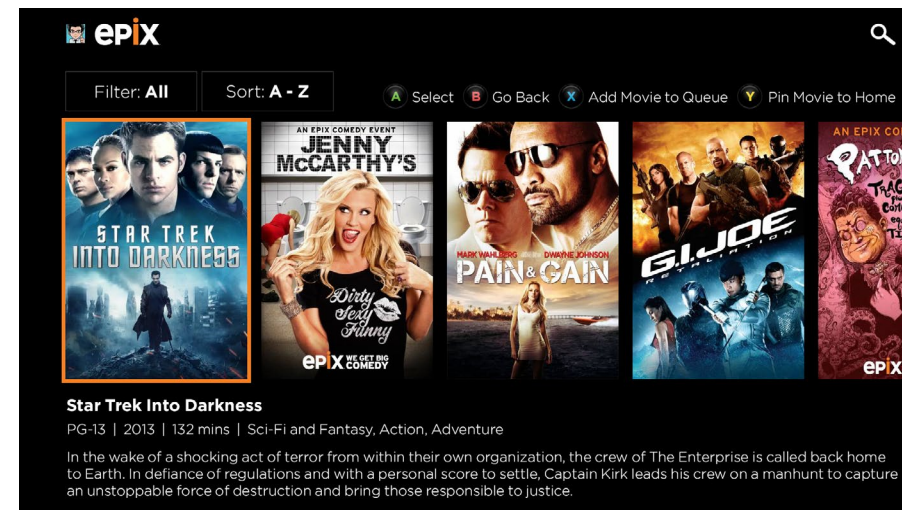 epix
Filter: All
Sort: A - Z
A Select B Go Back X Add Movie to Queue Y Pin Movie to Home
STAR TREK
INTO DARKNESS
AN EPIX COMEDY EVENT
JENNY
McCARTHY'S
Dirty
Sexy
Funny
epix WE GET BIG
COMEDY
MARK WAHLBERG DWAYNE JOHNSON
PAIN & GAIN
G.I.JOE
RETALIATION
AN EPIX
epix
Star Trek Into Darkness
PG-13 | 2013 | 132 mins | Sci-Fi and Fantasy, Action, Adventure
In the wake of a shocking act of terror from within their own organization, the crew of The Enterprise is called back home
to Earth. In defiance of regulations and with a personal score to settle, Captain Kirk leads his crew on a manhunt to capture
an unstoppable force of destruction and bring those responsible to justice.